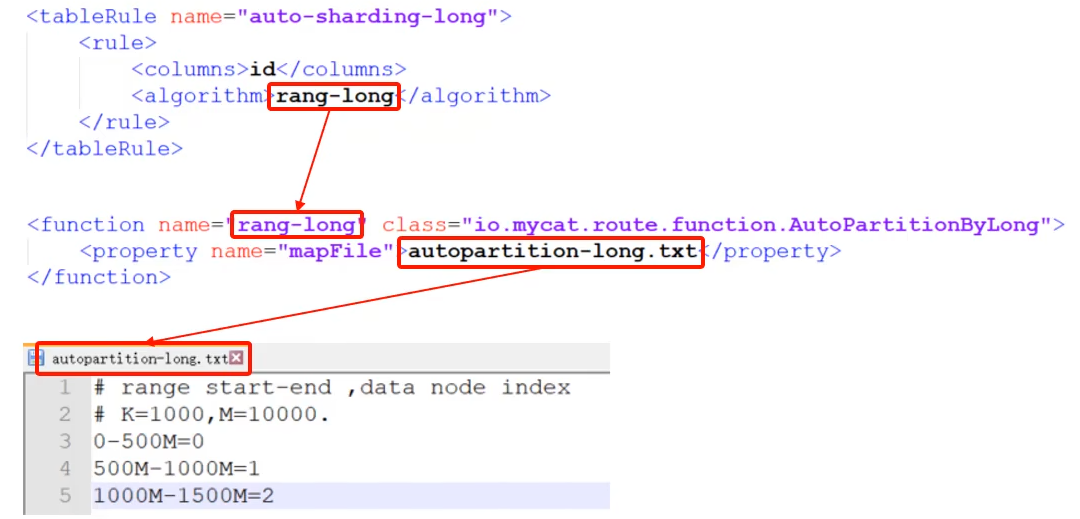 <tableRule name="auto-sharding-long">
<rule>
<columns>id</columns>
<algorithm>rang-long</algorithm>
</rule>
</tableRule>
<function name="rang-long" class="io.mycat.route.function.AutoPartitionByLong">
<property name="mapFile">autopartition-long.txt</property>
</function>
autopartition-long.txt
1 # range start-end ,data node index
2 # K=1000,M=10000.
3 0-500M=0
4 500M-1000M=1
5 1000M-1500M=2